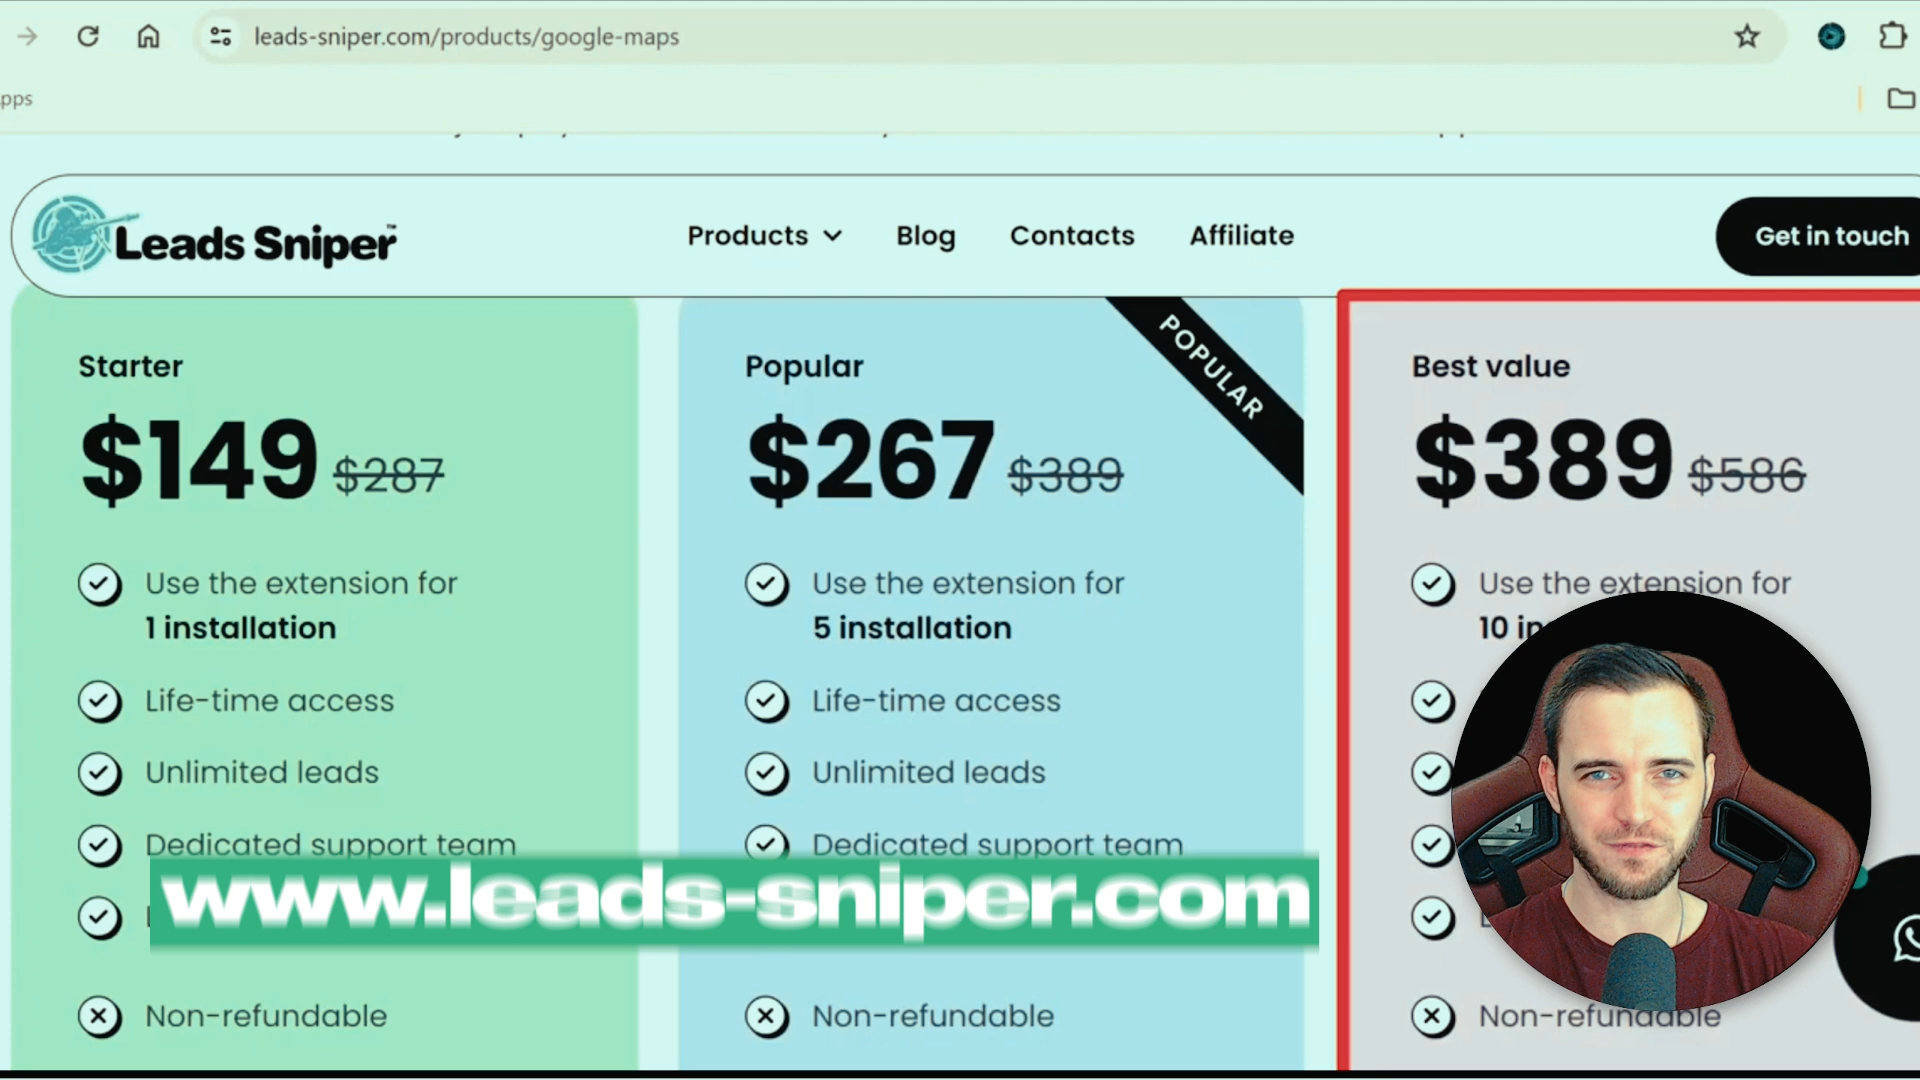 leads-sniper.com/products/google-maps
pps
Leads Sniper™
Products
Blog
Contacts
Affiliate
Get in touch
Starter
$149 $287
Use the extension for
1 installation
Life-time access
Unlimited leads
Dedicated support team
Non-refundable
POPULAR
Popular
$267 $389
Use the extension for
5 installation
Life-time access
Unlimited leads
Dedicated support team
Non-refundable
Best value
$389 $586
Use the extension for
10
Non-refundable
www.leads-sniper.com